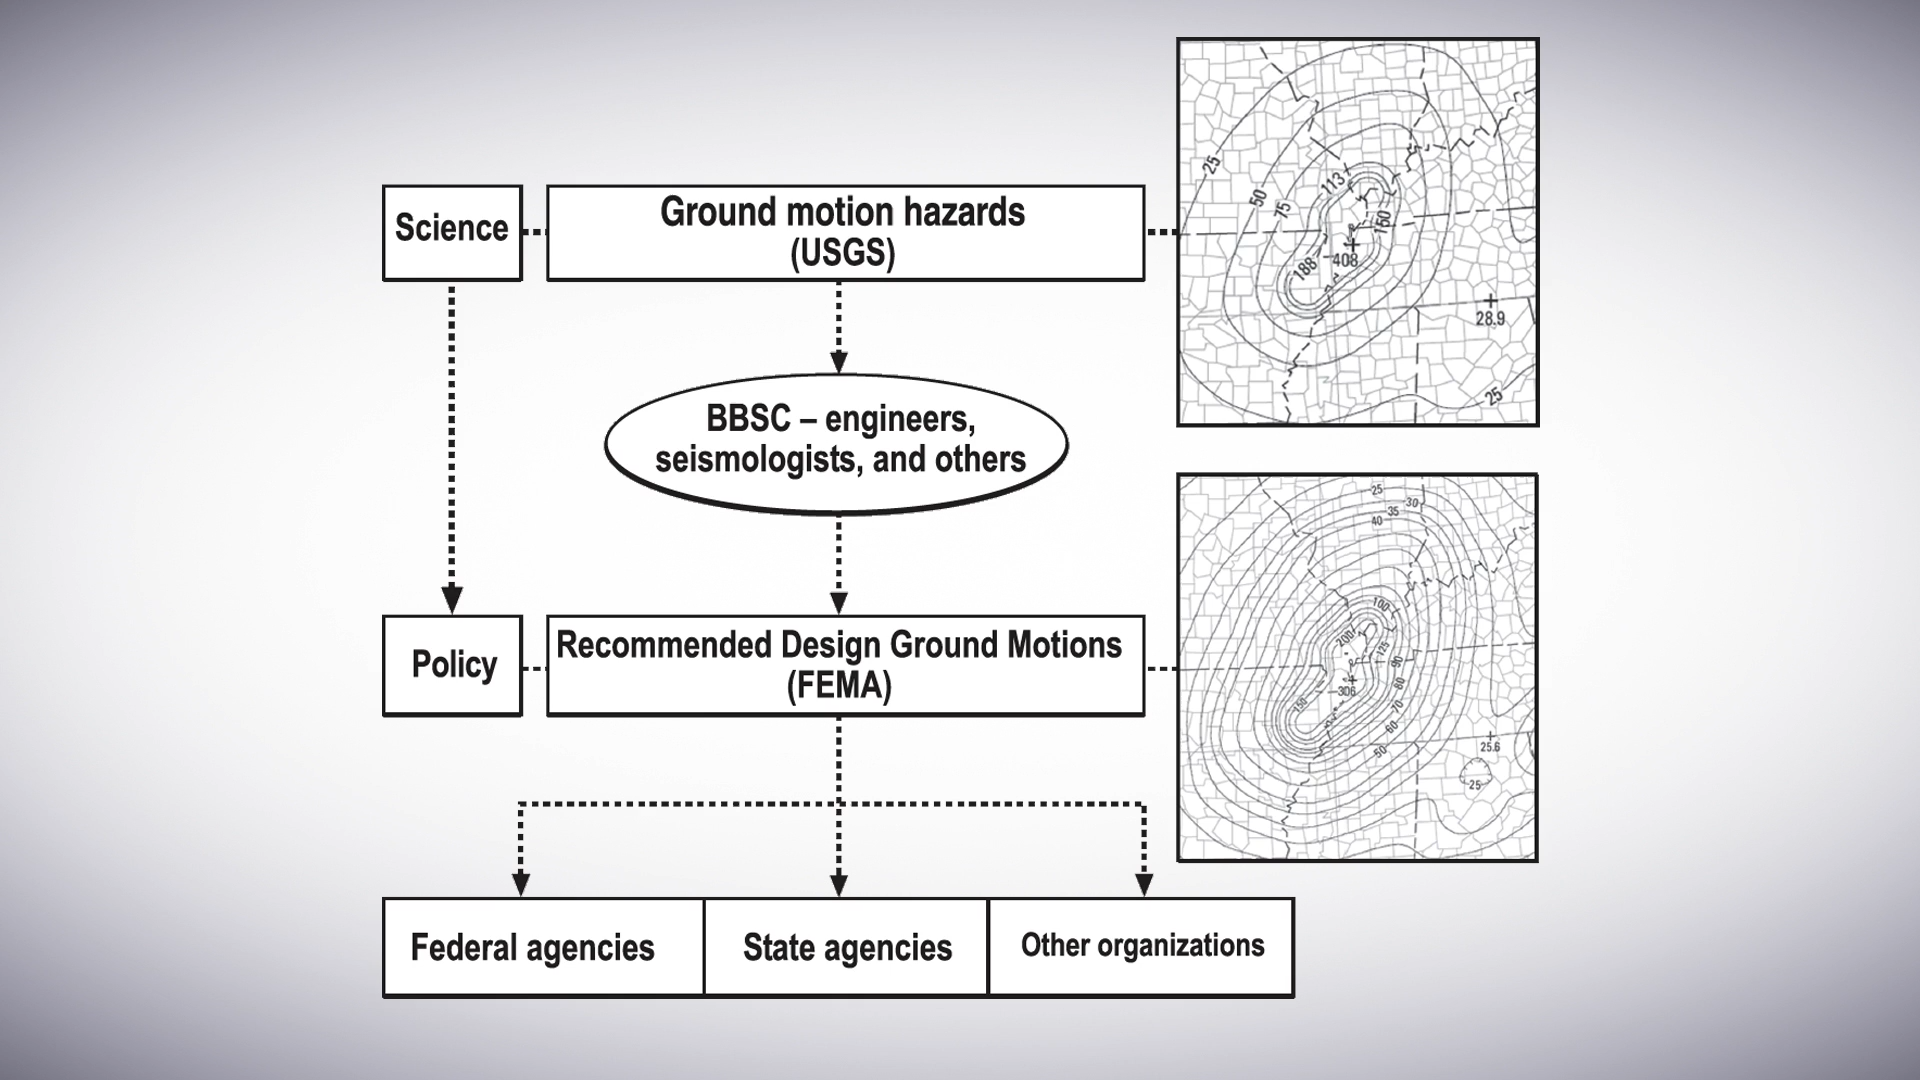 Science
Ground motion hazards
(USGS)
BBSC – engineers,
seismologists, and others
Policy
Recommended Design Ground Motions
(FEMA)
Federal agencies
State agencies
Other organizations
25
50
75
113
150
188
408
28.9
25
25
30
35
40
100
200
125
90
306
80
150
70
60
50
25.6
25